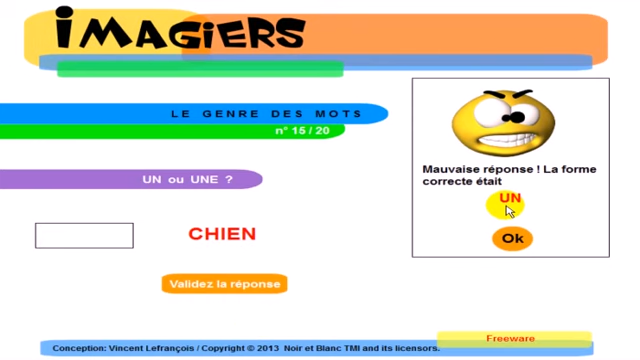 iMAGiERS
LE GENRE DES MOTS
n° 15 / 20
UN ou UNE ?
CHIEN
Validez la réponse
Mauvaise réponse ! La forme
correcte était
UN
Ok
Freeware
Conception: Vincent Lefrançois / Copyright © 2013 Noir et Blanc TMI and its licensors.